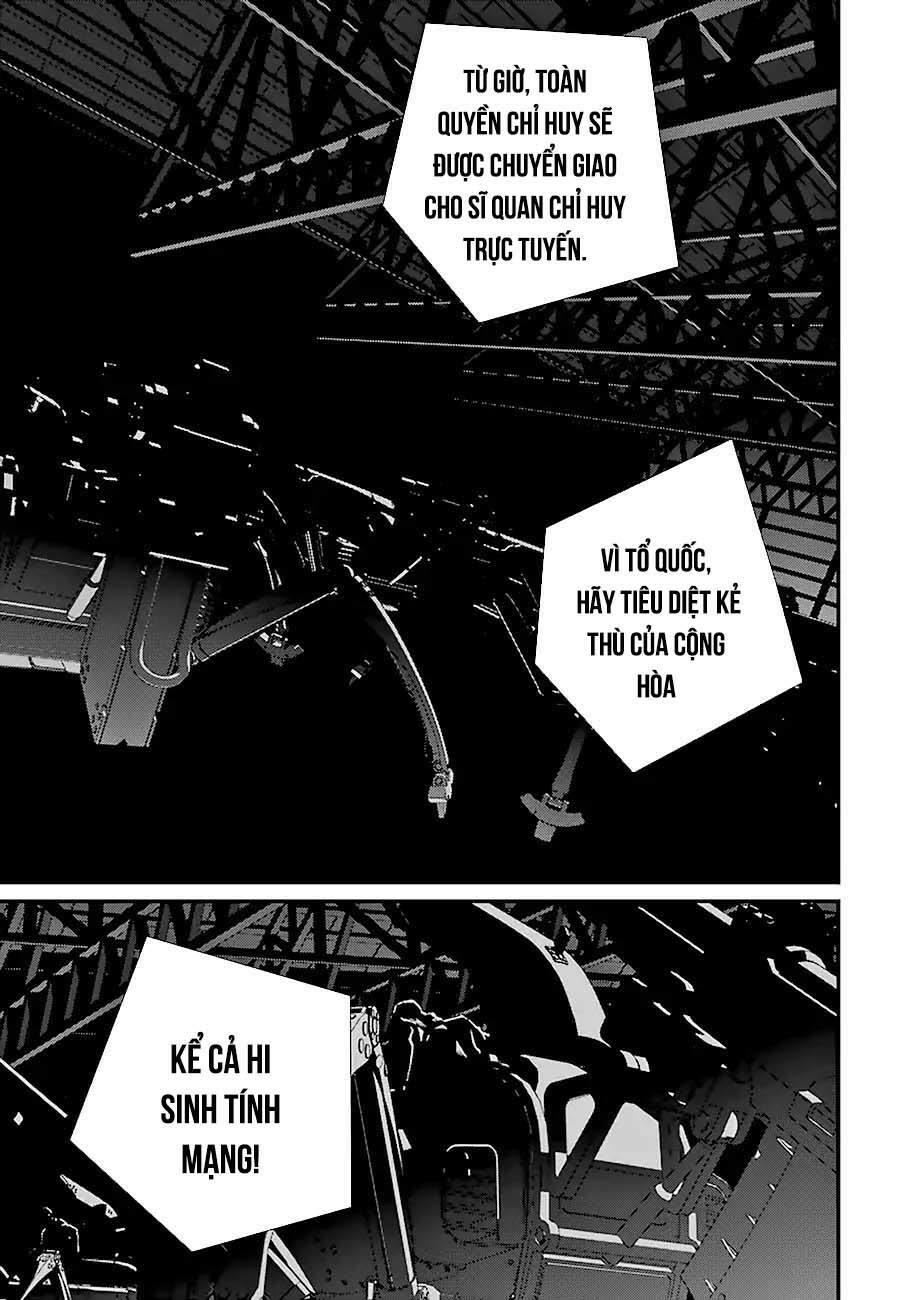 TỪ GIỜ, TOÀN
QUYỀN CHỈ HUY SẼ
ĐƯỢC CHUYỂN GIAO
CHO SĨ QUAN CHỈ HUY
TRỰC TUYẾN.
VÌ TỔ QUỐC,
HÃY TIÊU DIỆT KẺ
THÙ CỦA CỘNG
HÒA
KỂ CẢ HI
SINH TÍNH
MẠNG!